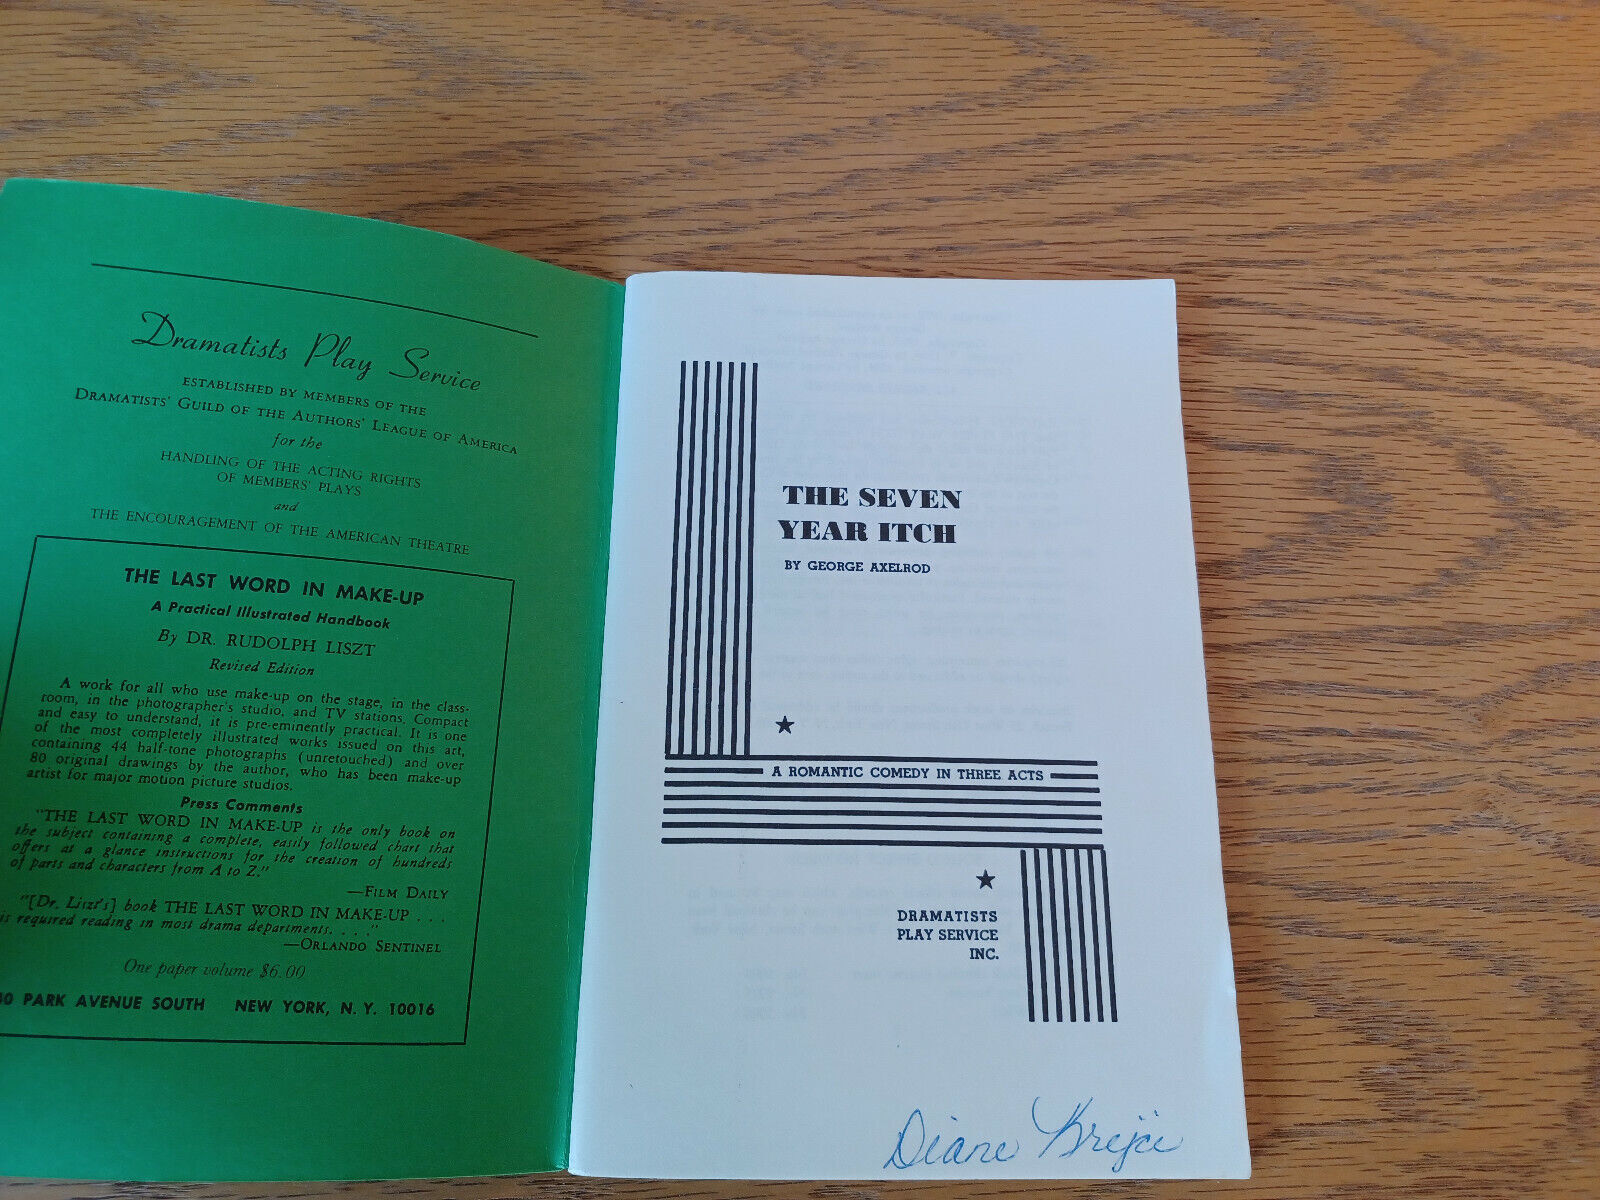 Dramatists Play Service
ESTABLISHED BY MEMBERS OF THE
DRAMATISTS' GUILD OF THE AUTHORS' LEAGUE OF AMERICA
for the
HANDLING OF THE ACTING RIGHTS
OF MEMBERS' PLAYS
and
THE ENCOURAGEMENT OF THE AMERICAN THEATRE
THE LAST WORD IN MAKE-UP
A Practical Illustrated Handbook
By DR. RUDOLPH LISZT
Revised Edition
A work for all who use make-up on the stage, in the class-
room, in the photographer's studio, and TV stations. Compact
and easy to understand, it is pre-eminently practical. It is one
of the most completely illustrated works issued on this art,
containing 44 half-tone photographs (unretouched) and over
80 original drawings by the author, who has been make-up
artist for major motion picture studios.
Press Comments
"THE LAST WORD IN MAKE-UP is the only book on
the subject containing a complete, easily followed chart that
offers at a glance instructions for the creation of hundreds
of parts and characters from A to Z."
—FILM DAILY
"[Dr. Liszt's] book THE LAST WORD IN MAKE-UP . . .
is required reading in most drama departments. . . ."
—ORLANDO SENTINEL
One paper volume $6.00
PARK AVENUE SOUTH NEW YORK, N. Y. 10016
THE SEVEN
YEAR ITCH
BY GEORGE AXELROD
A ROMANTIC COMEDY IN THREE ACTS
DRAMATISTS
PLAY SERVICE
INC.
Diane Krejci